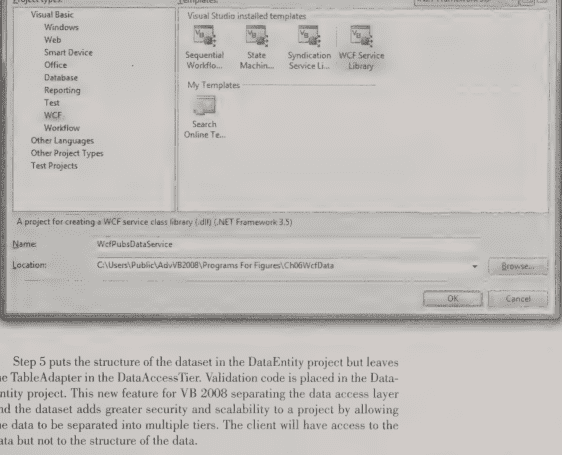 Project types:
Templates:
Visual Basic
Windows
Web
Smart Device
Office
Database
Reporting
Test
WCF
Workflow
Other Languages
Other Project Types
Test Projects
Visual Studio installed templates
Sequential Workflo...
State Machin...
Syndication Service Li...
WCF Service Library
My Templates
Search Online Te...
A project for creating a WCF service class library (.dll) (.NET Framework 3.5)
Name: WcfPubsDataService
Location: C:\Users\Public\AdvVB2008\Programs For Figures\Ch06WcfData Browse...
OK Cancel
Step 5 puts the structure of the dataset in the DataEntity project but leaves
e TableAdapter in the DataAccessTier. Validation code is placed in the Data-
ntity project. This new feature for VB 2008 separating the data access layer
nd the dataset adds greater security and scalability to a project by allowing
e data to be separated into multiple tiers. The client will have access to the
ata but not to the structure of the data.